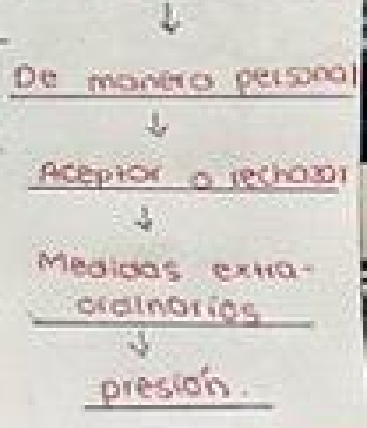 De manera personal
Aceptar o rechazar
Medidas extra-
ordinarias
presión.